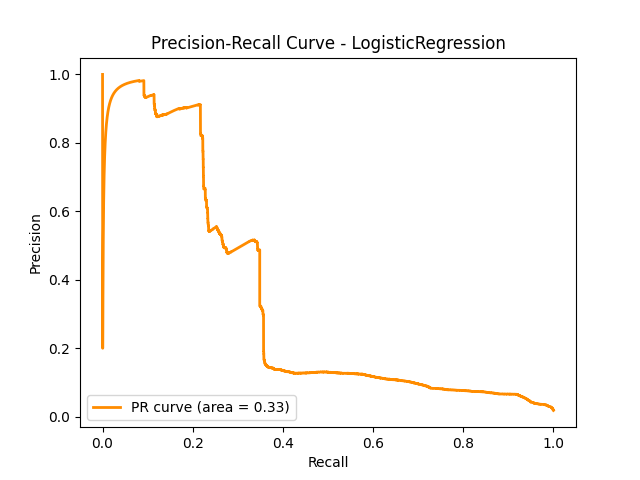 Precision-Recall Curve - LogisticRegression
1.0
0.8
0.6
0.4
0.2
0.0
Precision
PR curve (area = 0.33)
0.0 0.2 0.4 0.6 0.8 1.0
Recall